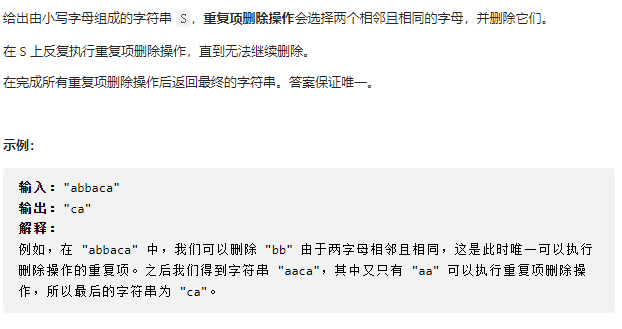 给出由小写字母组成的字符串 S，重复项删除操作会选择两个相邻且相同的字母，并删除它们。
在 S 上反复执行重复项删除操作，直到无法继续删除。
在完成所有重复项删除操作后返回最终的字符串。答案保证唯一。
示例：
输入："abbaca"
输出："ca"
解释：
例如，在 "abbaca" 中，我们可以删除 "bb" 由于两字母相邻且相同，这是此时唯一可以执行
删除操作的重复项。之后我们得到字符串 "aaca"，其中又只有 "aa" 可以执行重复项删除操
作，所以最后的字符串为 "ca"。